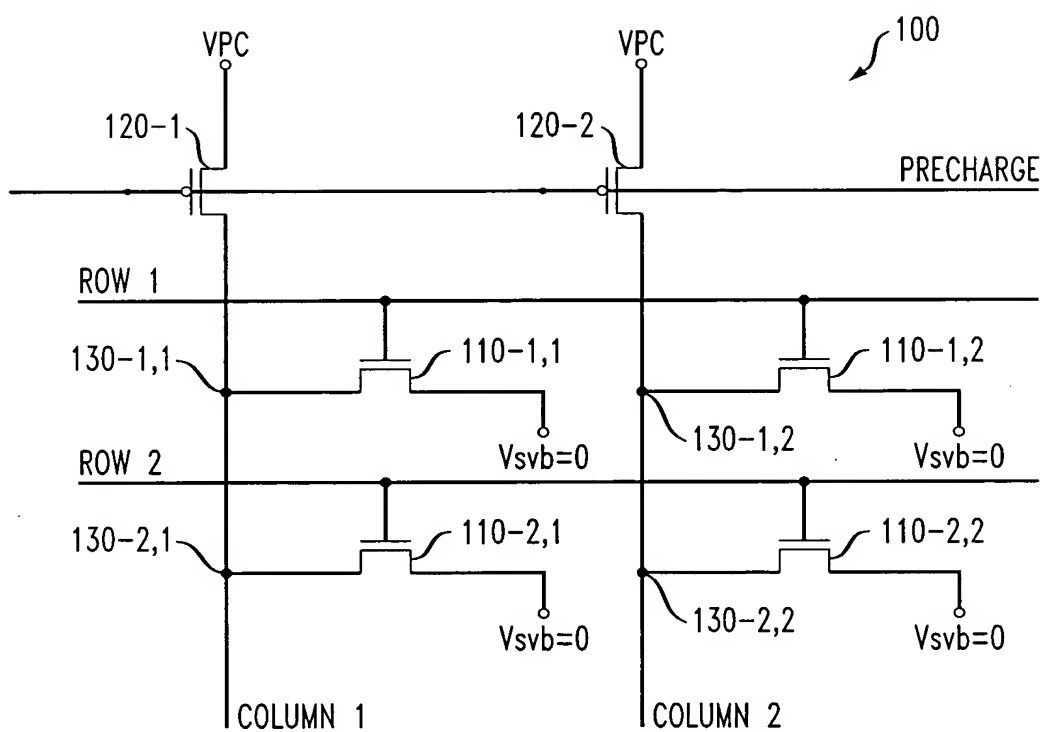 100
VPC
VPC
120-1
120-2
PRECHARGE
ROW 1
130-1,1
110-1,1
110-1,2
Vsvb=0
130-1,2
Vsvb=0
ROW 2
130-2,1
110-2,1
110-2,2
Vsvb=0
130-2,2
Vsvb=0
COLUMN 1
COLUMN 2